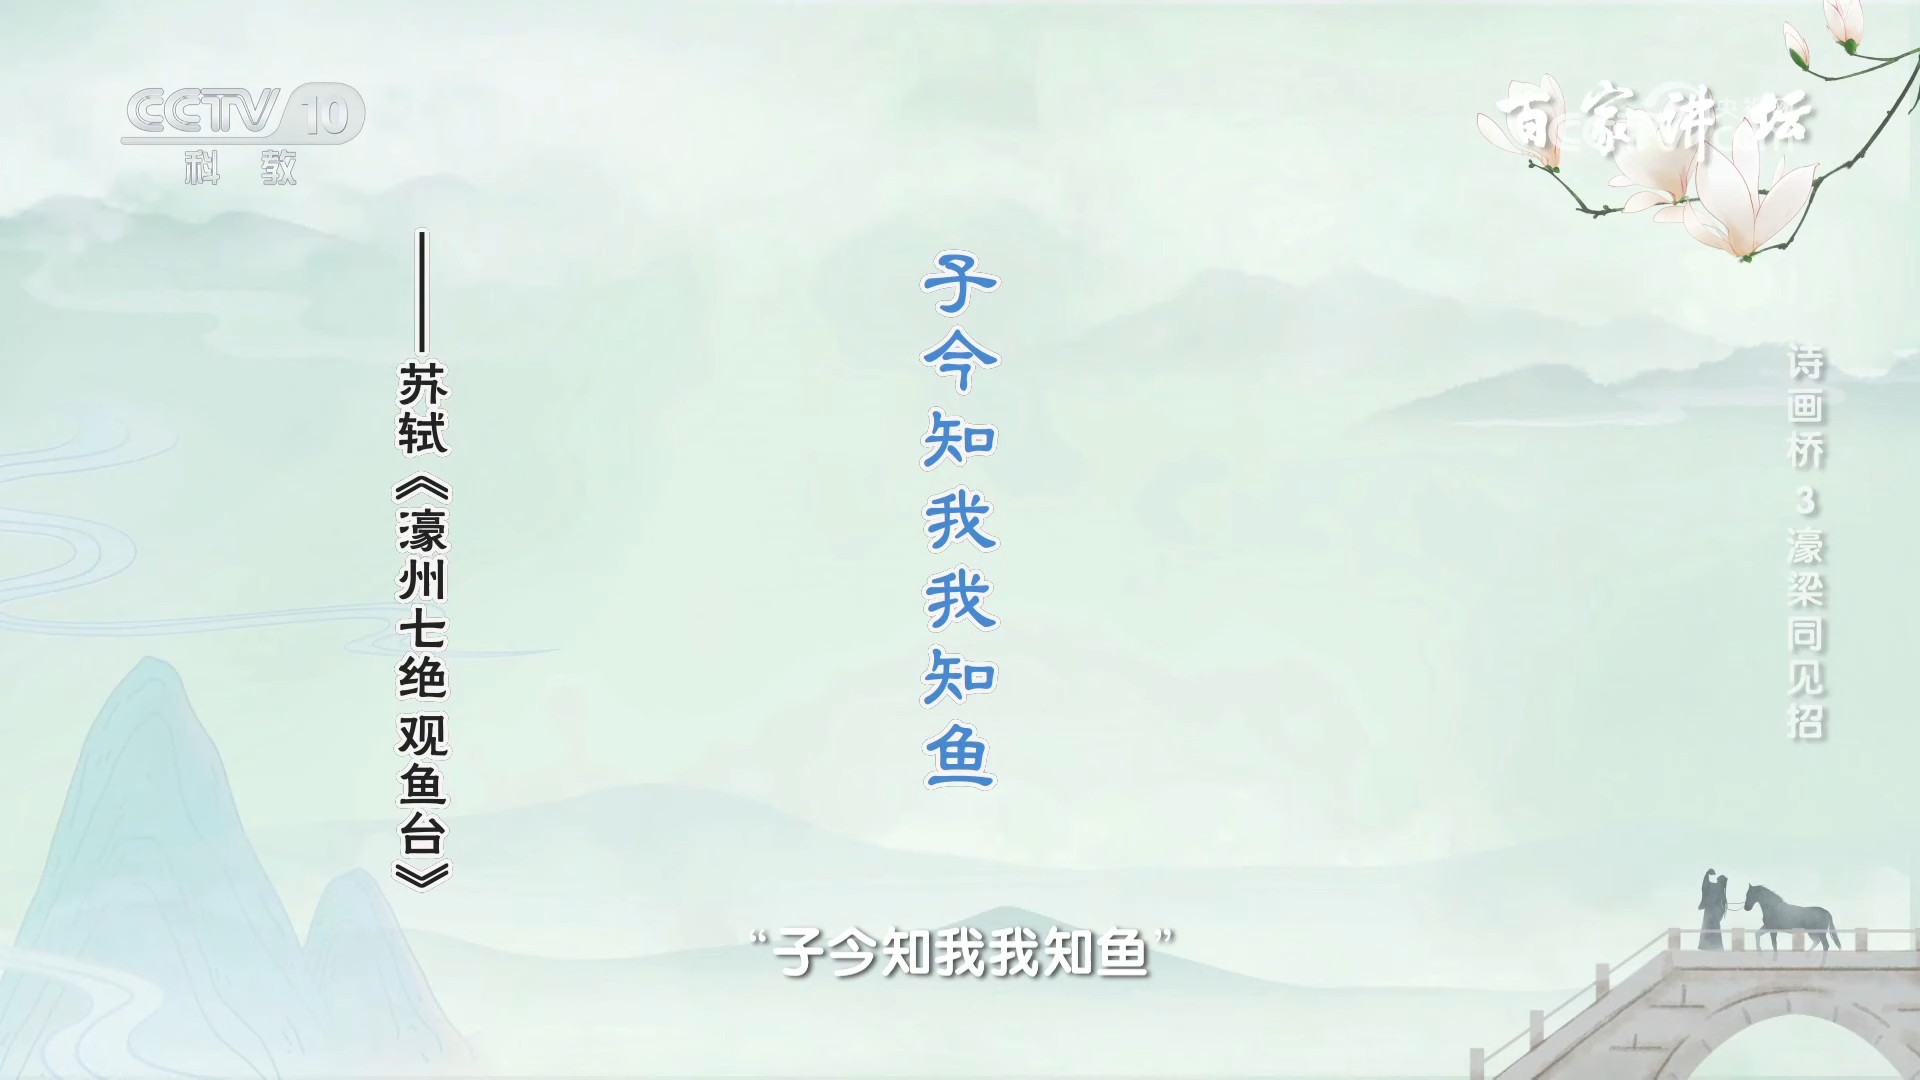 CCTV 10
科 教
百家讲坛
诗画桥 3 濠梁同见招
子今知我我知鱼
——苏轼《濠州七绝 观鱼台》
“子今知我我知鱼”